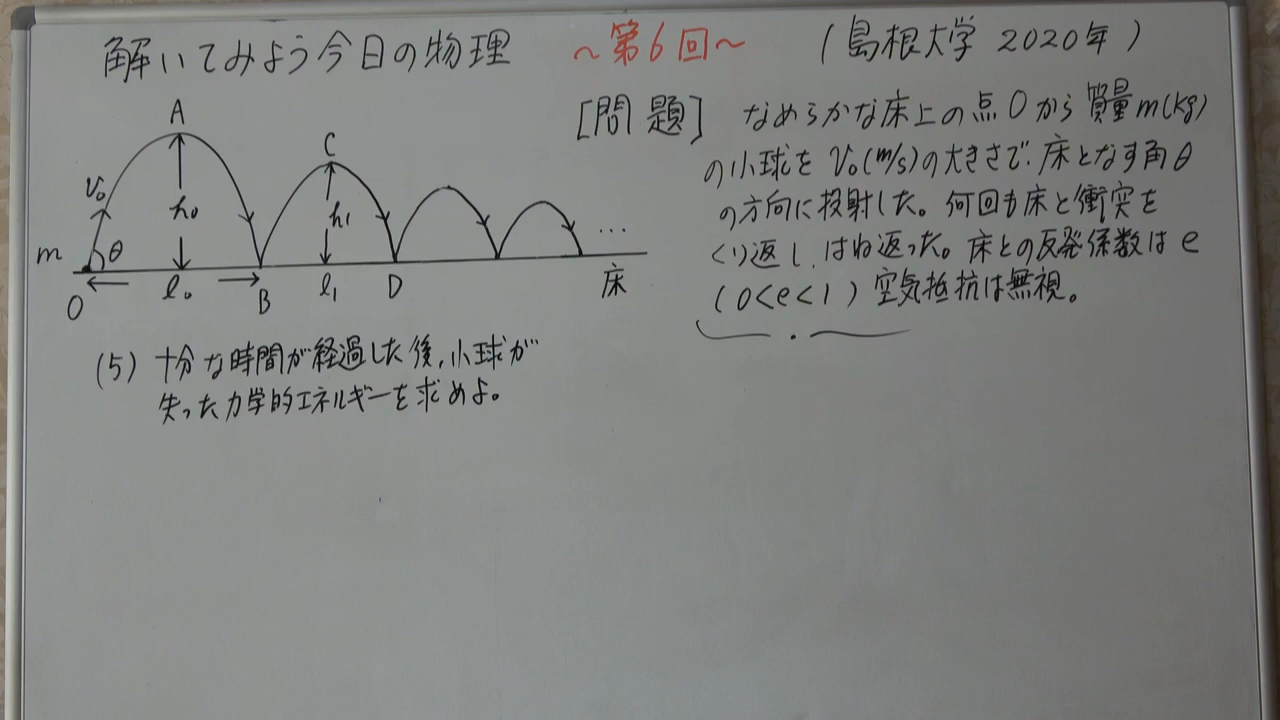 解いてみよう今日の物理 ～第6回～ (島根大学 2020年)
[問題] なめらかな床上の点Oから質量m(kg)
の小球をV₀(m/s)の大きさで、床となす角θ
の方向に投射した。何回も床と衝突を
くり返し、はね返った。床との反発係数はe
(0<e<1) 空気抵抗は無視。
A
C
V₀
h₀
h₁
m
θ
O
l₀
B
l₁
D
床
...
(5) 十分な時間が経過した後、小球が
失った力学的エネルギーを求めよ。